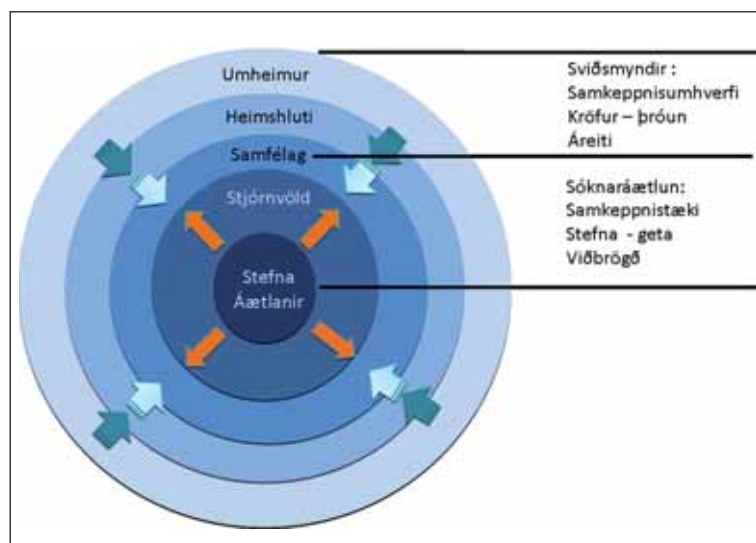 Umheimur
Heimshluti
Samfélag
Stjórnvöld
Stefna
Áætlanir
Sviðsmyndir :
Samkeppnisumhverfi
Kröfur – þróun
Áreiti
Sóknaráætlun:
Samkeppnistæki
Stefna - geta
Viðbrögð